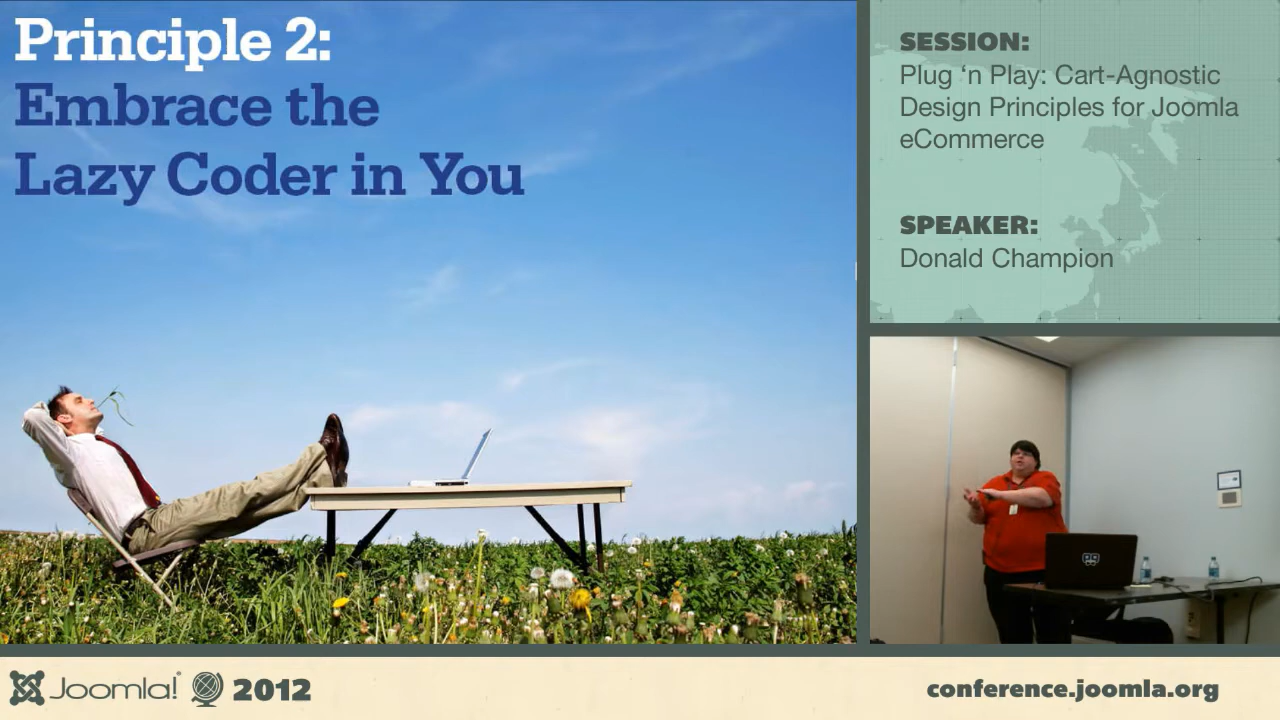 Principle 2:
Embrace the
Lazy Coder in You
SESSION:
Plug ‘n Play: Cart-Agnostic
Design Principles for Joomla
eCommerce
SPEAKER:
Donald Champion
Joomla! 2012
conference.joomla.org